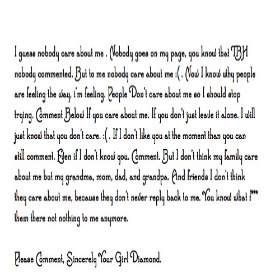 I guess nobody care about me . Nobody goes on my page, you know that TBH
nobody commented. But to me nobody care about me :( . Now I know why people
are feeling the way, i'm feeling. People Don't care about me so I should stop
trying. Comment Below If you care about me. If you don't just leave it alone. I will
just know that you don't care. :( . If I don't like you at the moment than you can
still comment. Even if I don't know you. Comment. But I don't think my family care
about me but my grandma, mom, dad, and grandpa. And friends I don't think
they care about me, because they don't never reply back to me. "You know what !"""
them there not nothing to me anymore.
Please Comment, Sincerely Your Girl Diamond.